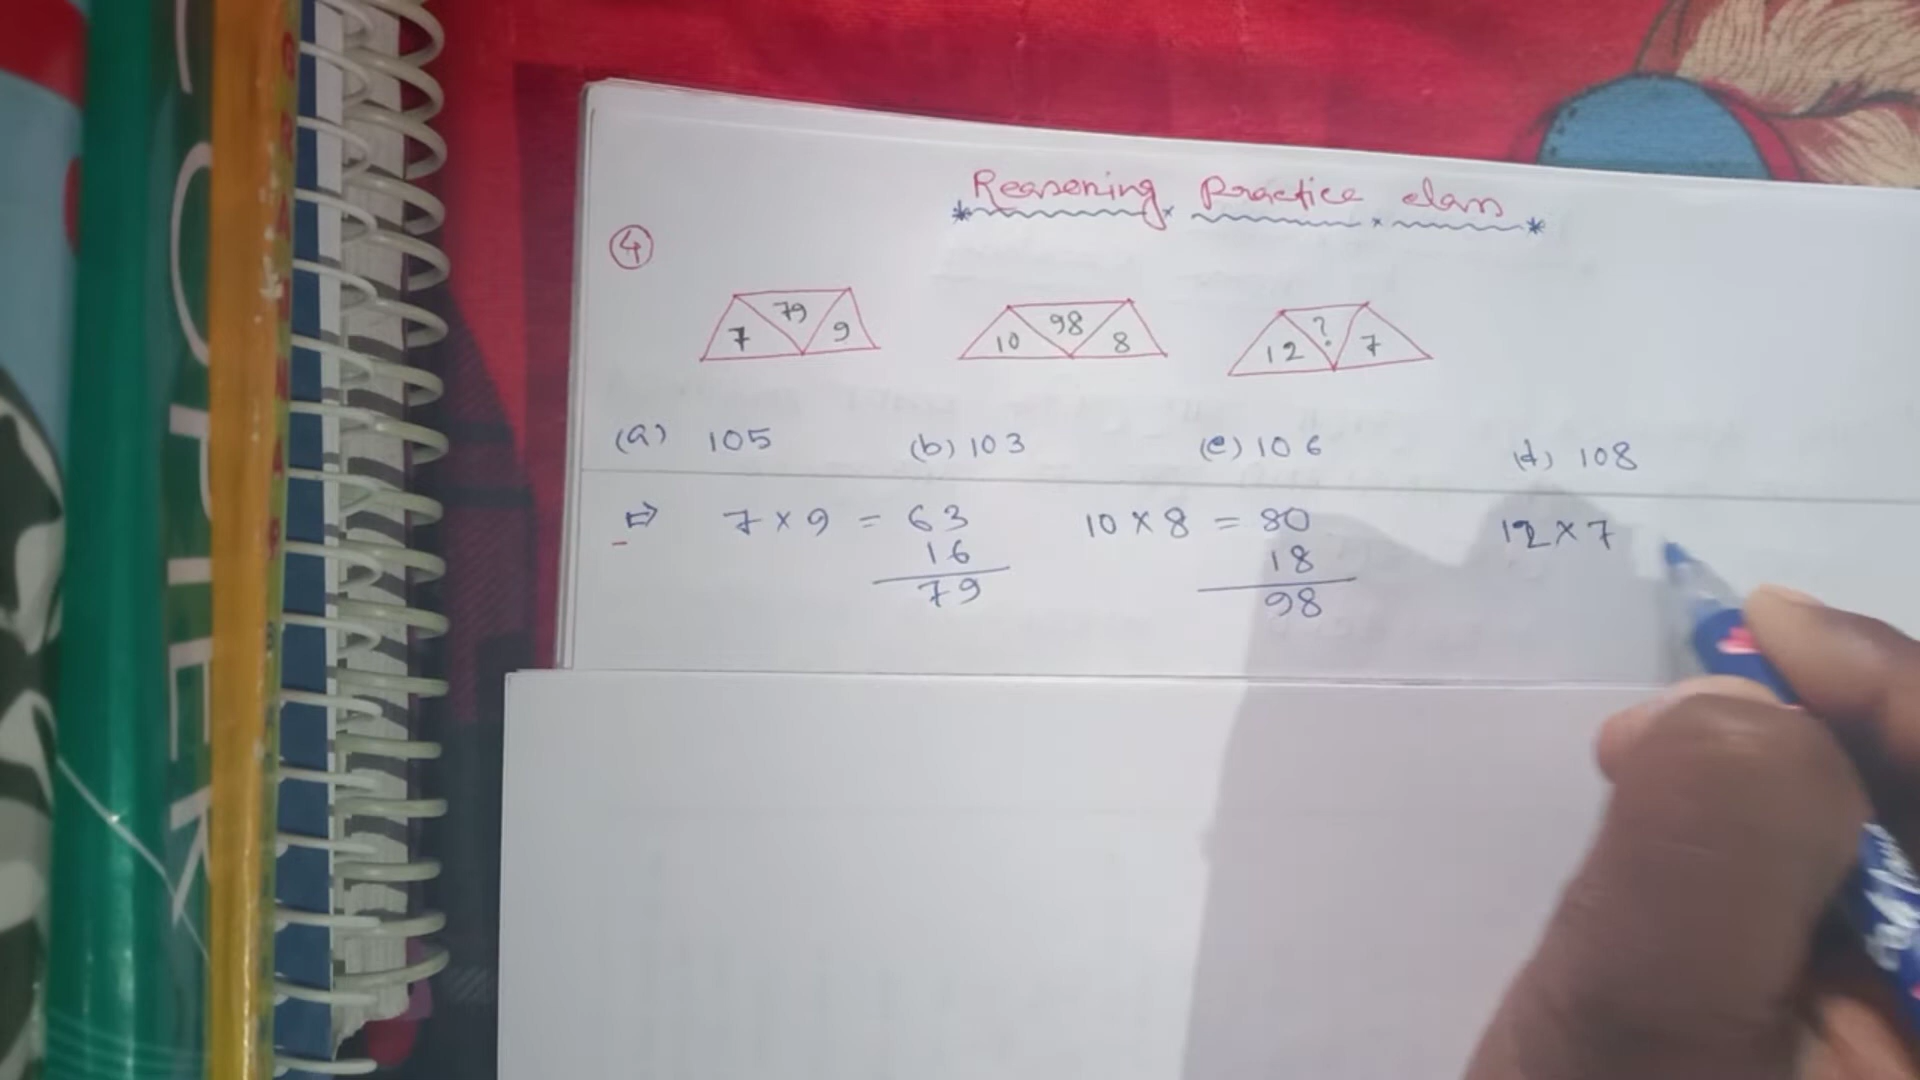 Reasoning Practice class
4
7 79 9
10 98 8
12 ? 7
(a) 105 (b) 103 (c) 106 (d) 108
⇒ 7 × 9 = 63 10 × 8 = 80 12 × 7
16 18
79 98